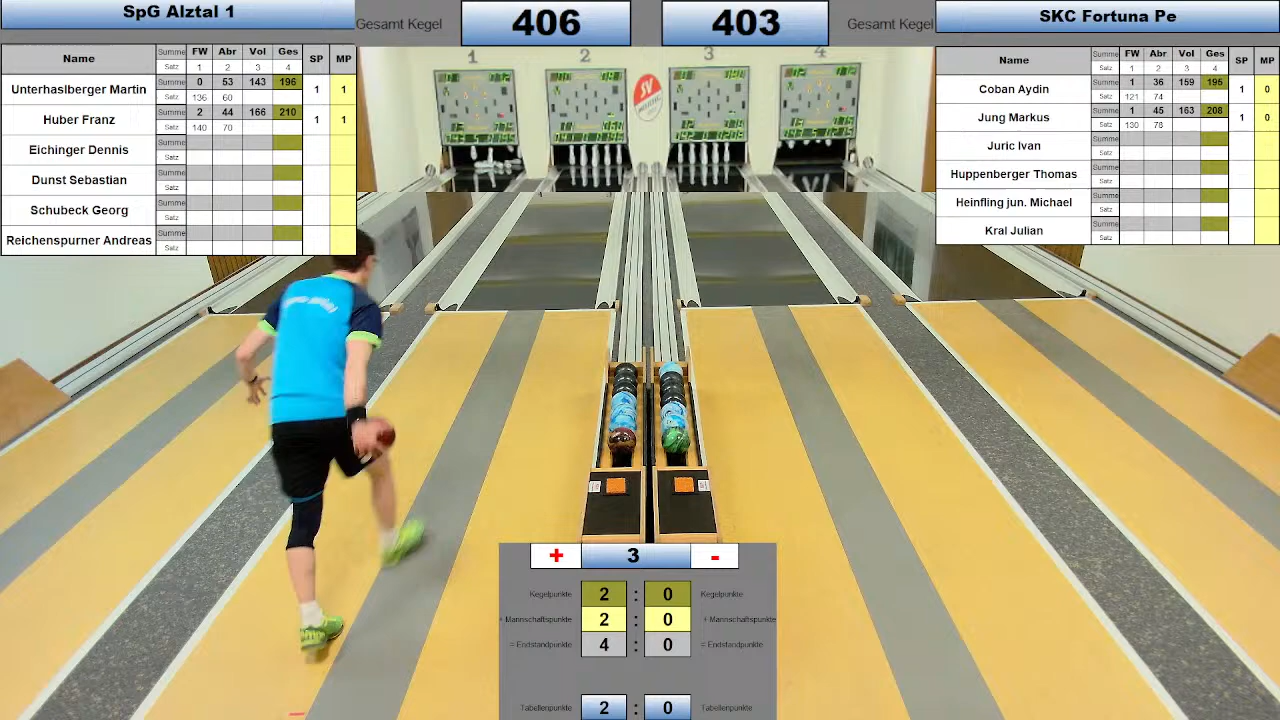 SpG Alztal 1
Gesamt Kegel
406
403
Gesamt Kegel
SKC Fortuna Pe
Name Summe FW Abr Vol Ges SP MP
Satz 1 2 3 4
Unterhaslberger Martin Summe 0 53 143 196 1 1
Satz 136 60
Huber Franz Summe 2 44 166 210 1 1
Satz 140 70
Eichinger Dennis Summe
Satz
Dunst Sebastian Summe
Satz
Schubeck Georg Summe
Satz
Reichenspurner Andreas Summe
Satz
Name Summe FW Abr Vol Ges SP MP
Satz 1 2 3 4
Coban Aydin Summe 1 36 159 195 1 0
Satz 121 74
Jung Markus Summe 1 45 163 208 1 0
Satz 130 78
Juric Ivan Summe
Satz
Huppenberger Thomas Summe
Satz
Heinfling jun. Michael Summe
Satz
Kral Julian Summe
Satz
1 2 3 4
SV
+ 3 -
Kegelpunkte 2 : 0 Kegelpunkte
+ Mannschaftspunkte 2 : 0 + Mannschaftspunkte
= Endstandpunkte 4 : 0 = Endstandpunkte
Tabellenpunkte 2 : 0 Tabellenpunkte